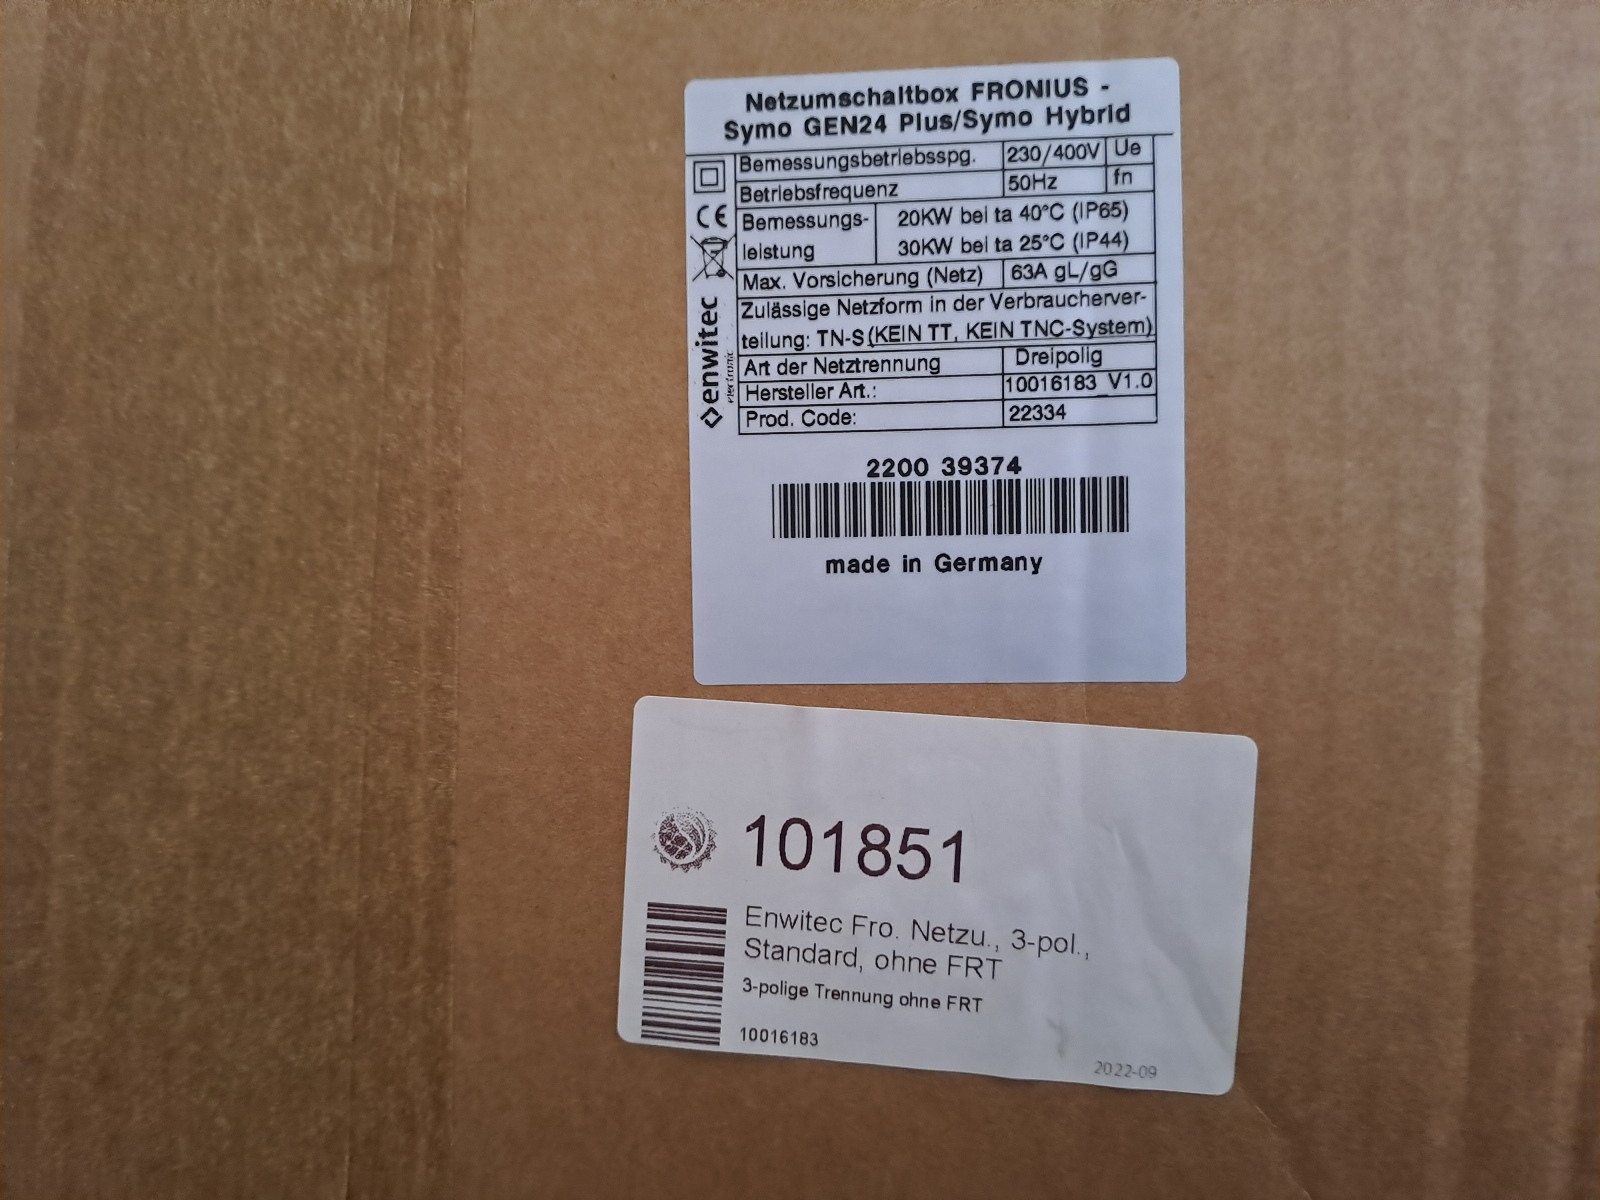 Netzumschaltbox FRONIUS -
Symo GEN24 Plus/Symo Hybrid
Bemessungsbetriebsspg. 230/400V Ue
Betriebsfrequenz 50Hz fn
Bemessungs- 20KW bei ta 40°C (IP65)
leistung 30KW bei ta 25°C (IP44)
Max. Vorsicherung (Netz) 63A gL/gG
Zulässige Netzform in der Verbraucherver-
teilung: TN-S(KEIN TT, KEIN TNC-System)
Art der Netztrennung Dreipolig
Hersteller Art.: 10016183_V1.0
Prod. Code: 22334
CE
enwitec
electronic
2200 39374
made in Germany
101851
Enwitec Fro. Netzu., 3-pol.,
Standard, ohne FRT
3-polige Trennung ohne FRT
10016183
2022-09